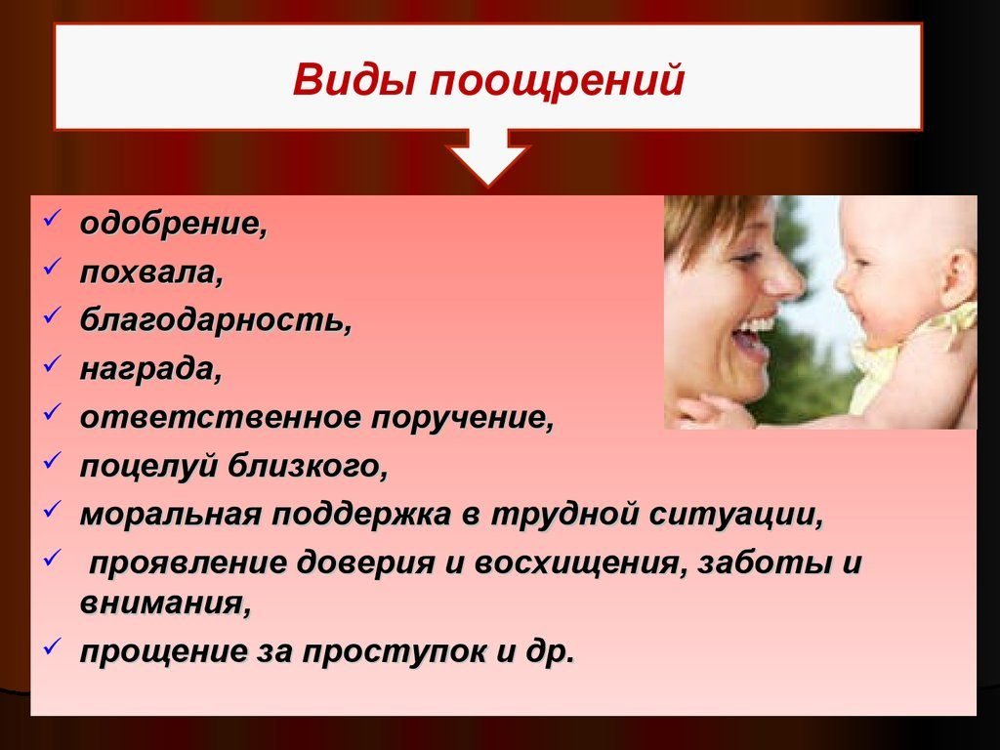 Виды поощрений
одобрение,
похвала,
благодарность,
награда,
ответственное поручение,
поцелуй близкого,
моральная поддержка в трудной ситуации,
проявление доверия и восхищения, заботы и
внимания,
прощение за проступок и др.